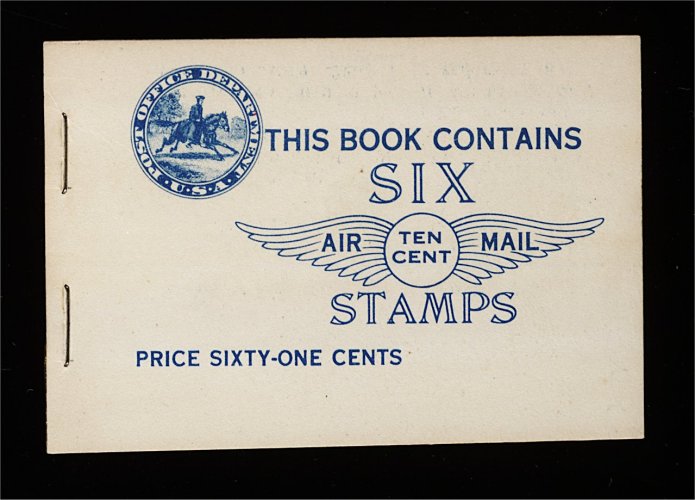 POST OFFICE DEPARTMENT
U.S.A.
THIS BOOK CONTAINS
SIX
AIR TEN CENT MAIL
STAMPS
PRICE SIXTY-ONE CENTS